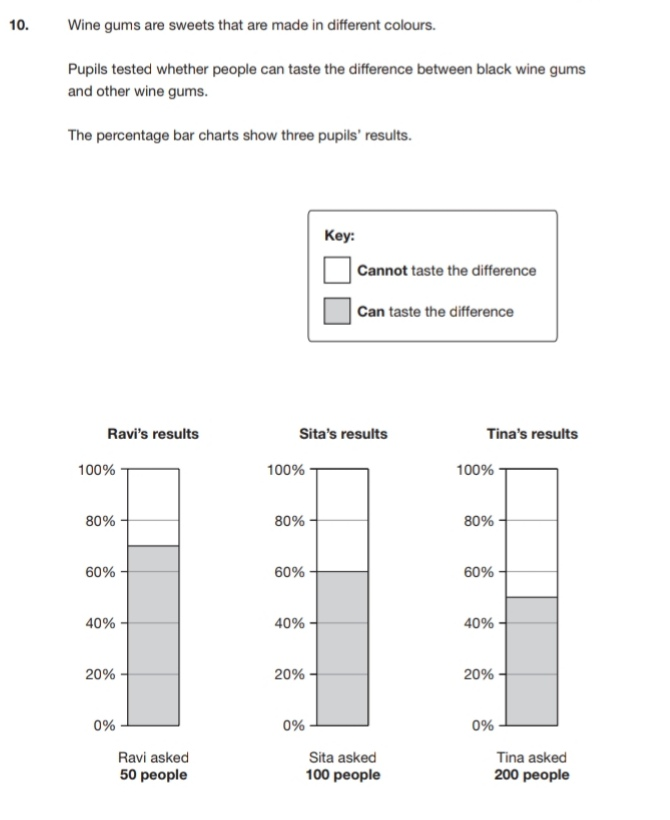 10. Wine gums are sweets that are made in different colours.
Pupils tested whether people can taste the difference between black wine gums
and other wine gums.
The percentage bar charts show three pupils' results.
Key:
Cannot taste the difference
Can taste the difference
Ravi's results
100%
80%
60%
40%
20%
0%
Ravi asked
50 people
Sita's results
100%
80%
60%
40%
20%
0%
Sita asked
100 people
Tina's results
100%
80%
60%
40%
20%
0%
Tina asked
200 people